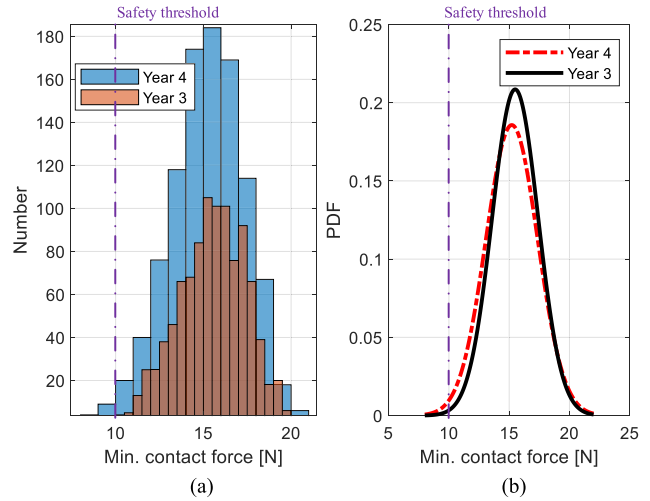 Safety threshold
Safety threshold
180
160
140
120
100
80
60
40
20
Number
Year 4
Year 3
10
15
20
Min. contact force [N]
(a)
0.25
0.2
0.15
0.1
0.05
0
PDF
Year 4
Year 3
5
10
15
20
25
Min. contact force [N]
(b)